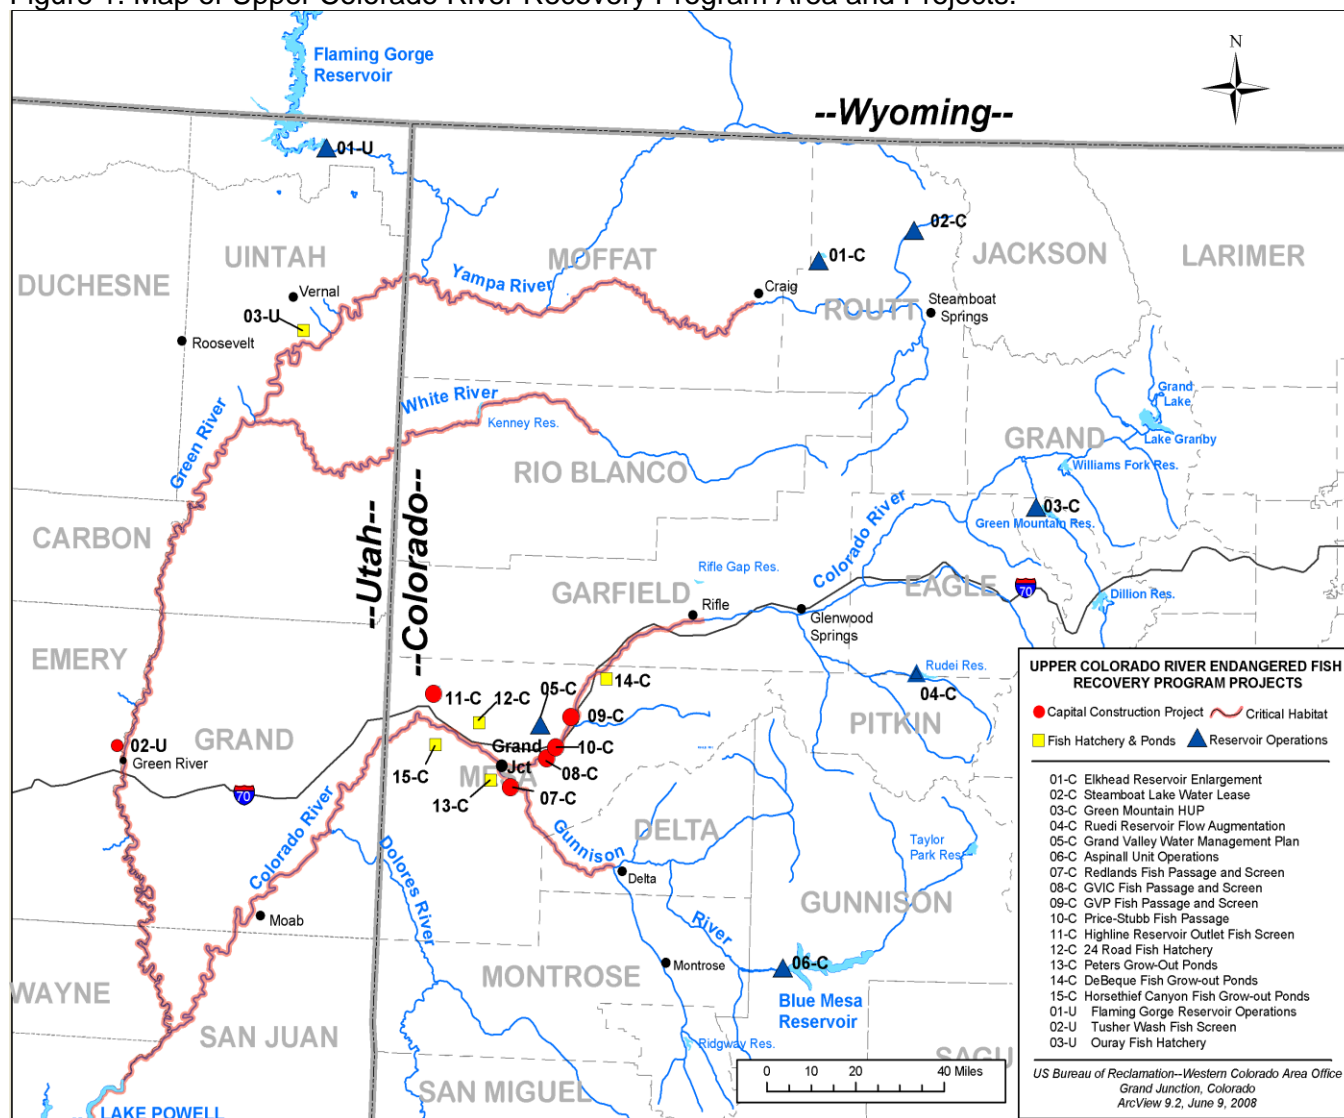 Figure 1. Map of Upper Colorado River Recovery Program Area and Projects.
Flaming Gorge
Reservoir
N
--Wyoming--
01-U
02-C
01-C
UINTAH
MOFFAT
JACKSON
LARIMER
DUCHESNE
Yampa River
Vernal
Craig
ROUTT
Steamboat
Springs
03-U
Roosevelt
White River
Kenney Res.
Grand
Lake
Lake Granby
Green River
GRAND
Williams Fork Res.
RIO BLANCO
--Utah--
--Colorado--
CARBON
Colorado River
03-C
Green Mountain Res.
Rifle Gap Res.
GARFIELD
EAGLE
70
Dillion Res.
Rifle
Glenwood
Springs
EMERY
Rudei Res.
04-C
PITKIN
11-C
12-C
05-C
14-C
09-C
GRAND
02-U
Green River
Grand
Jct
10-C
15-C
MESA
08-C
13-C
07-C
70
Colorado River
Dolores River
Gunnison
DELTA
Taylor
Park Res.
Delta
GUNNISON
Moab
River
MONTROSE
Montrose
06-C
Blue Mesa
Reservoir
WAYNE
SAN JUAN
Ridgway Res.
SAGU
SAN MIGUEL
LAKE POWELL
0 10 20 40 Miles
UPPER COLORADO RIVER ENDANGERED FISH
RECOVERY PROGRAM PROJECTS
Capital Construction Project Critical Habitat
Fish Hatchery & Ponds Reservoir Operations
01-C Elkhead Reservoir Enlargement
02-C Steamboat Lake Water Lease
03-C Green Mountain HUP
04-C Ruedi Reservoir Flow Augmentation
05-C Grand Valley Water Management Plan
06-C Aspinall Unit Operations
07-C Redlands Fish Passage and Screen
08-C GVIC Fish Passage and Screen
09-C GVP Fish Passage and Screen
10-C Price-Stubb Fish Passage
11-C Highline Reservoir Outlet Fish Screen
12-C 24 Road Fish Hatchery
13-C Peters Grow-Out Ponds
14-C DeBeque Fish Grow-out Ponds
15-C Horsethief Canyon Fish Grow-out Ponds
01-U Flaming Gorge Reservoir Operations
02-U Tusher Wash Fish Screen
03-U Ouray Fish Hatchery
US Bureau of Reclamation--Western Colorado Area Office
Grand Junction, Colorado
ArcView 9.2, June 9, 2008